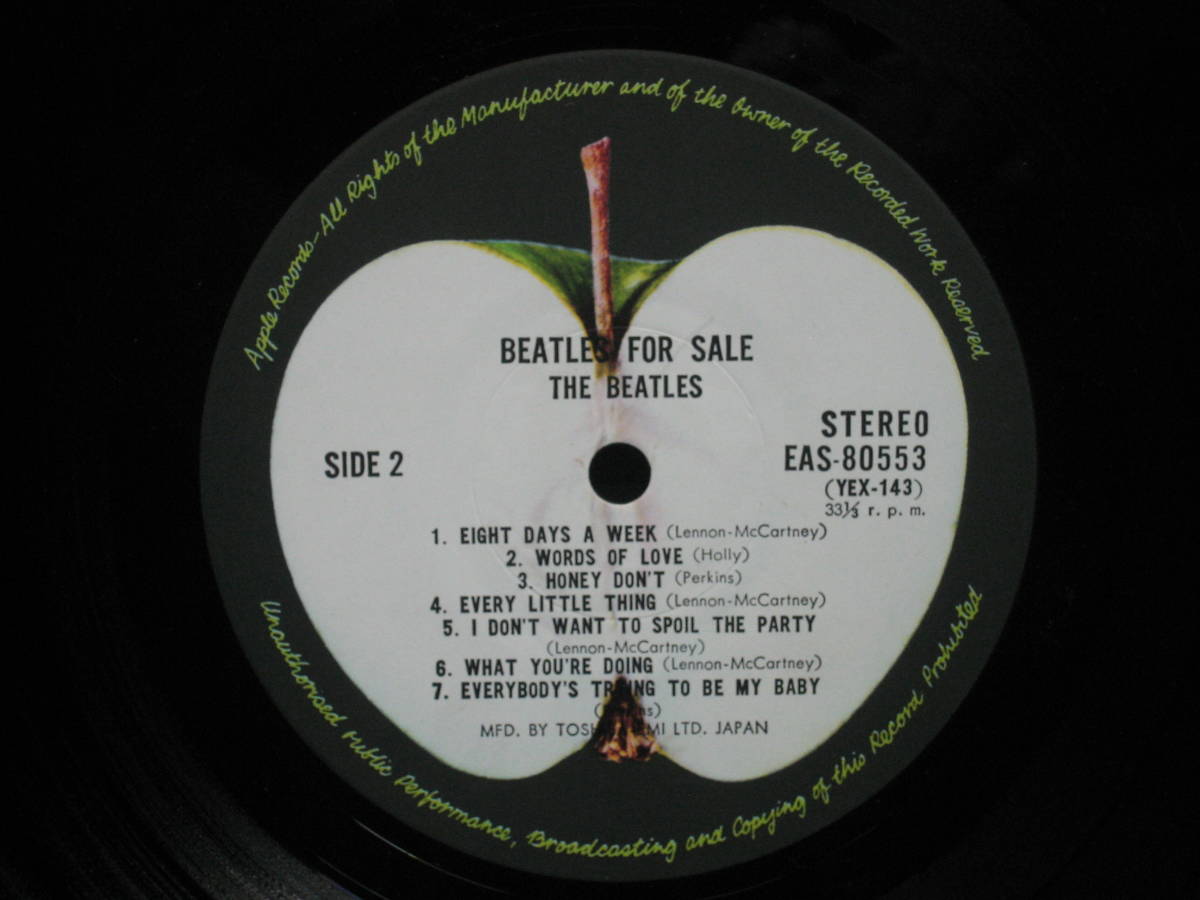 Apple Records-All Rights of the Manufacturer and of the Owner of the Recorded Work Reserved
BEATLES FOR SALE
THE BEATLES
STEREO
SIDE 2
EAS-80553
(YEX-143)
33⅓ r. p. m.
1. EIGHT DAYS A WEEK (Lennon-McCartney)
2. WORDS OF LOVE (Holly)
3. HONEY DON'T (Perkins)
4. EVERY LITTLE THING (Lennon-McCartney)
5. I DON'T WANT TO SPOIL THE PARTY
(Lennon-McCartney)
6. WHAT YOU'RE DOING (Lennon-McCartney)
7. EVERYBODY'S TRYING TO BE MY BABY
MFD. BY TOSHIBA-EMI LTD. JAPAN
Unauthorised Public Performance, Broadcasting and Copying of this Record Prohibited